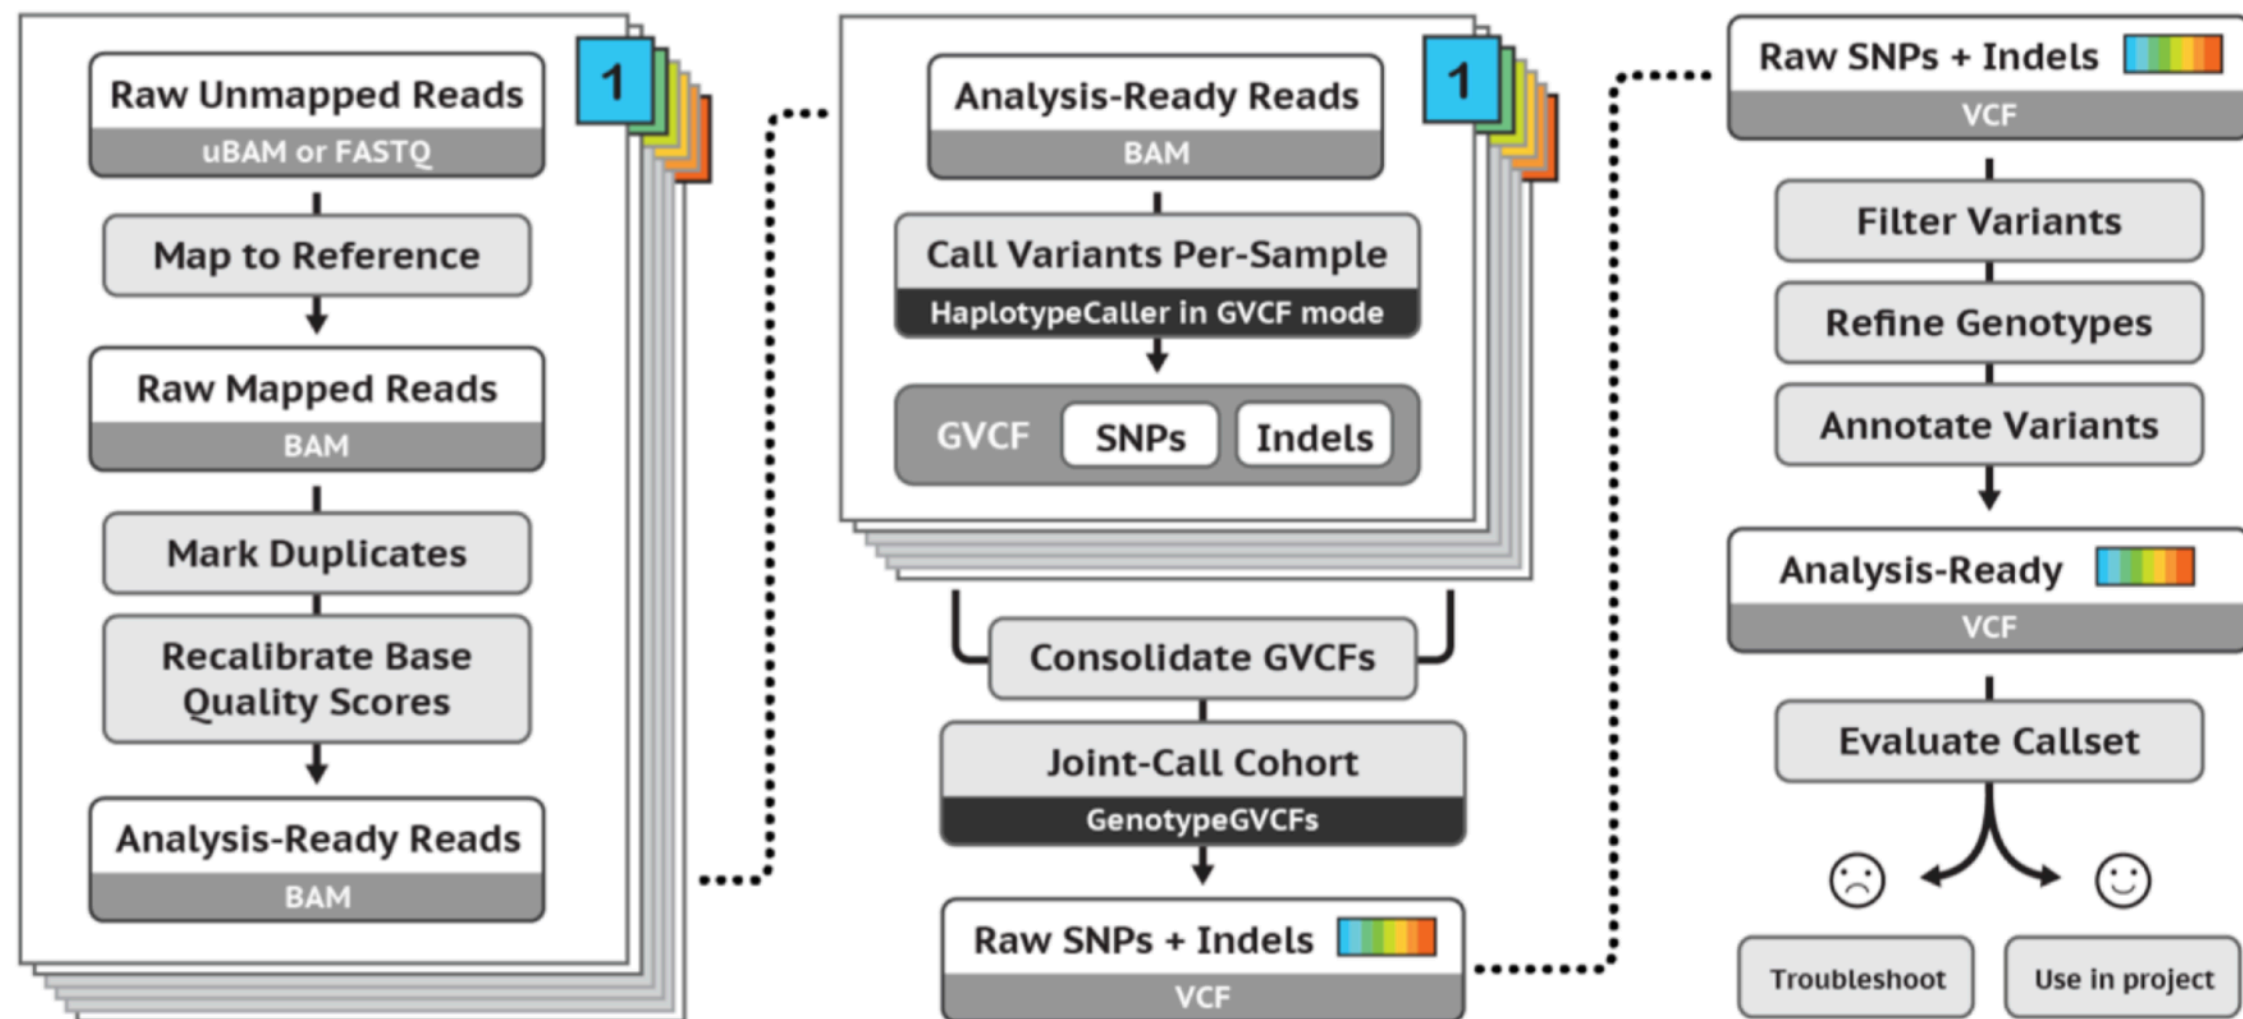 Raw Unmapped Reads
uBAM or FASTQ
1
Map to Reference
Raw Mapped Reads
BAM
Mark Duplicates
Recalibrate Base
Quality Scores
Analysis-Ready Reads
BAM
Analysis-Ready Reads
BAM
1
Call Variants Per-Sample
HaplotypeCaller in GVCF mode
GVCF SNPs Indels
Consolidate GVCFs
Joint-Call Cohort
GenotypeGVCFs
Raw SNPs + Indels
VCF
Raw SNPs + Indels
VCF
Filter Variants
Refine Genotypes
Annotate Variants
Analysis-Ready
VCF
Evaluate Callset
Troubleshoot
Use in project